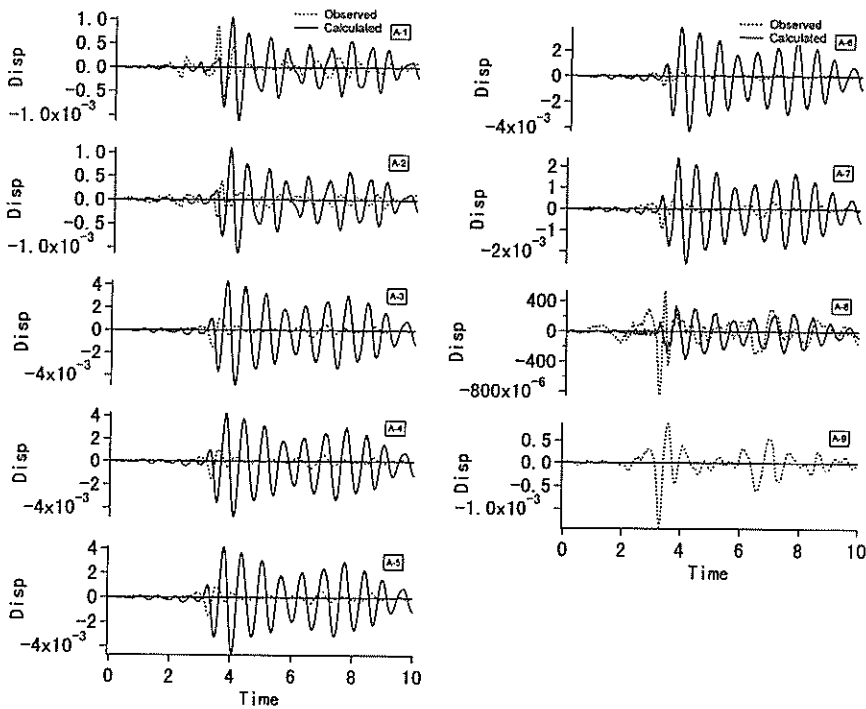 Observed
Calculated
A-1
Disp
1.0
0.5
0.0
-0.5
-1.0x10⁻³
A-2
Disp
1.0
0.5
0.0
-0.5
-1.0x10⁻³
A-3
Disp
4
2
0
-2
-4x10⁻³
A-4
Disp
4
2
0
-2
-4x10⁻³
A-5
Disp
4
2
0
-2
-4x10⁻³
0 2 4 6 8 10
Time
Observed
Calculated
A-6
Disp
2
0
-2
-4x10⁻³
A-7
Disp
2
1
0
-1
-2x10⁻³
A-8
Disp
400
0
-400
-800x10⁻⁶
A-9
Disp
0.5
0.0
-0.5
-1.0x10⁻³
0 2 4 6 8 10
Time